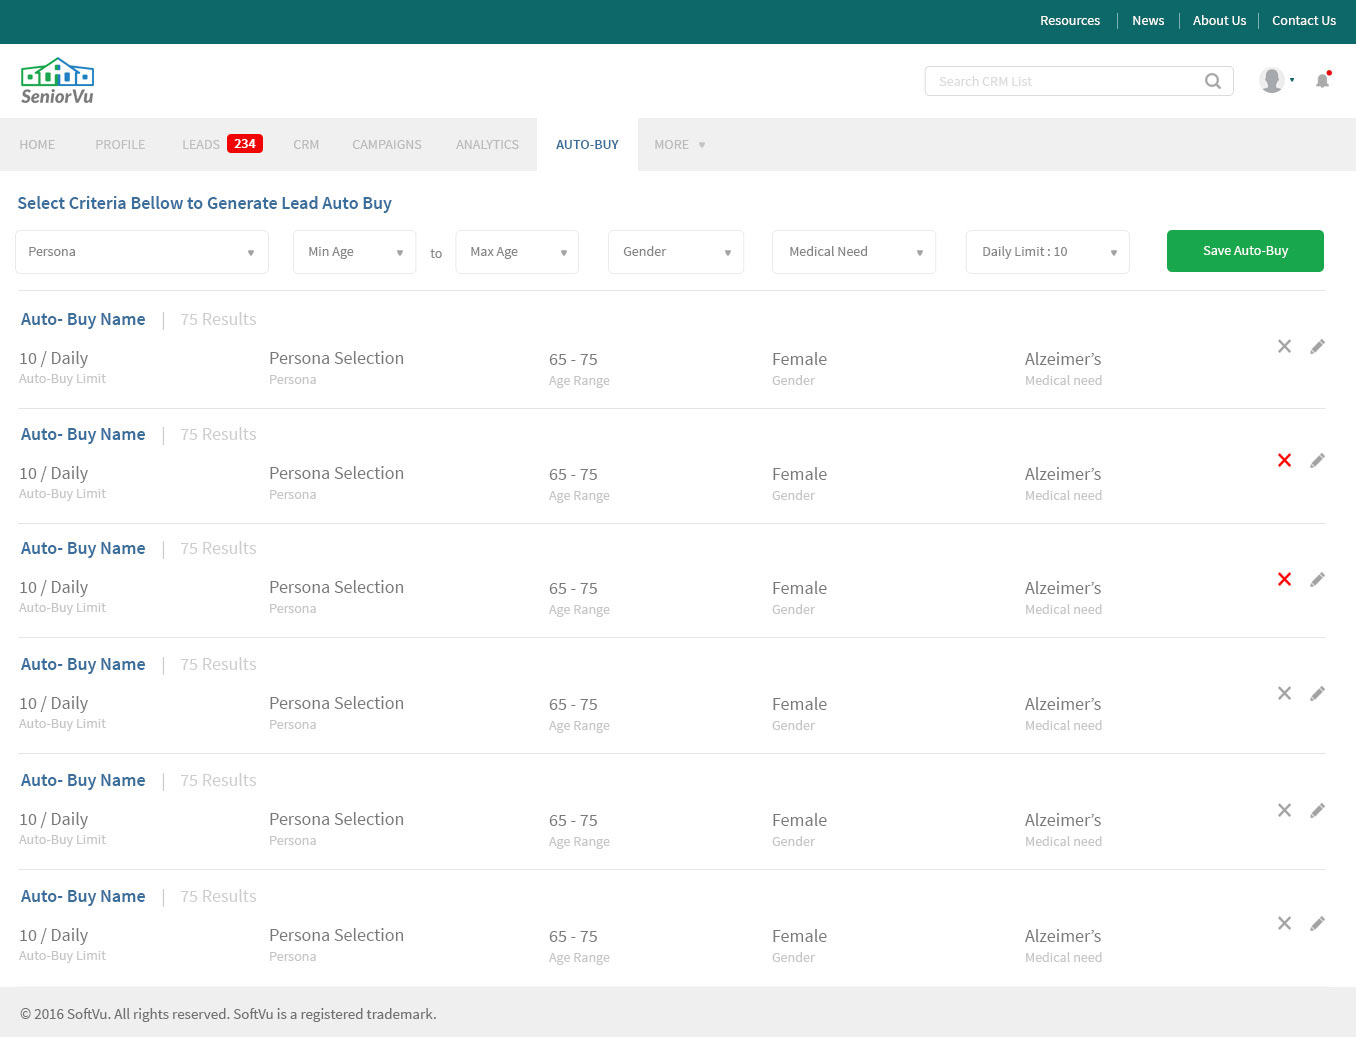 Resources | News | About Us | Contact Us
SeniorVu
Search CRM List
HOME PROFILE LEADS 234 CRM CAMPAIGNS ANALYTICS AUTO-BUY MORE
Select Criteria Bellow to Generate Lead Auto Buy
Persona Min Age to Max Age Gender Medical Need Daily Limit : 10 Save Auto-Buy
Auto- Buy Name | 75 Results
10 / Daily Persona Selection 65 - 75 Female Alzeimer’s
Auto-Buy Limit Persona Age Range Gender Medical need
Auto- Buy Name | 75 Results
10 / Daily Persona Selection 65 - 75 Female Alzeimer’s
Auto-Buy Limit Persona Age Range Gender Medical need
Auto- Buy Name | 75 Results
10 / Daily Persona Selection 65 - 75 Female Alzeimer’s
Auto-Buy Limit Persona Age Range Gender Medical need
Auto- Buy Name | 75 Results
10 / Daily Persona Selection 65 - 75 Female Alzeimer’s
Auto-Buy Limit Persona Age Range Gender Medical need
Auto- Buy Name | 75 Results
10 / Daily Persona Selection 65 - 75 Female Alzeimer’s
Auto-Buy Limit Persona Age Range Gender Medical need
Auto- Buy Name | 75 Results
10 / Daily Persona Selection 65 - 75 Female Alzeimer’s
Auto-Buy Limit Persona Age Range Gender Medical need
© 2016 SoftVu. All rights reserved. SoftVu is a registered trademark.